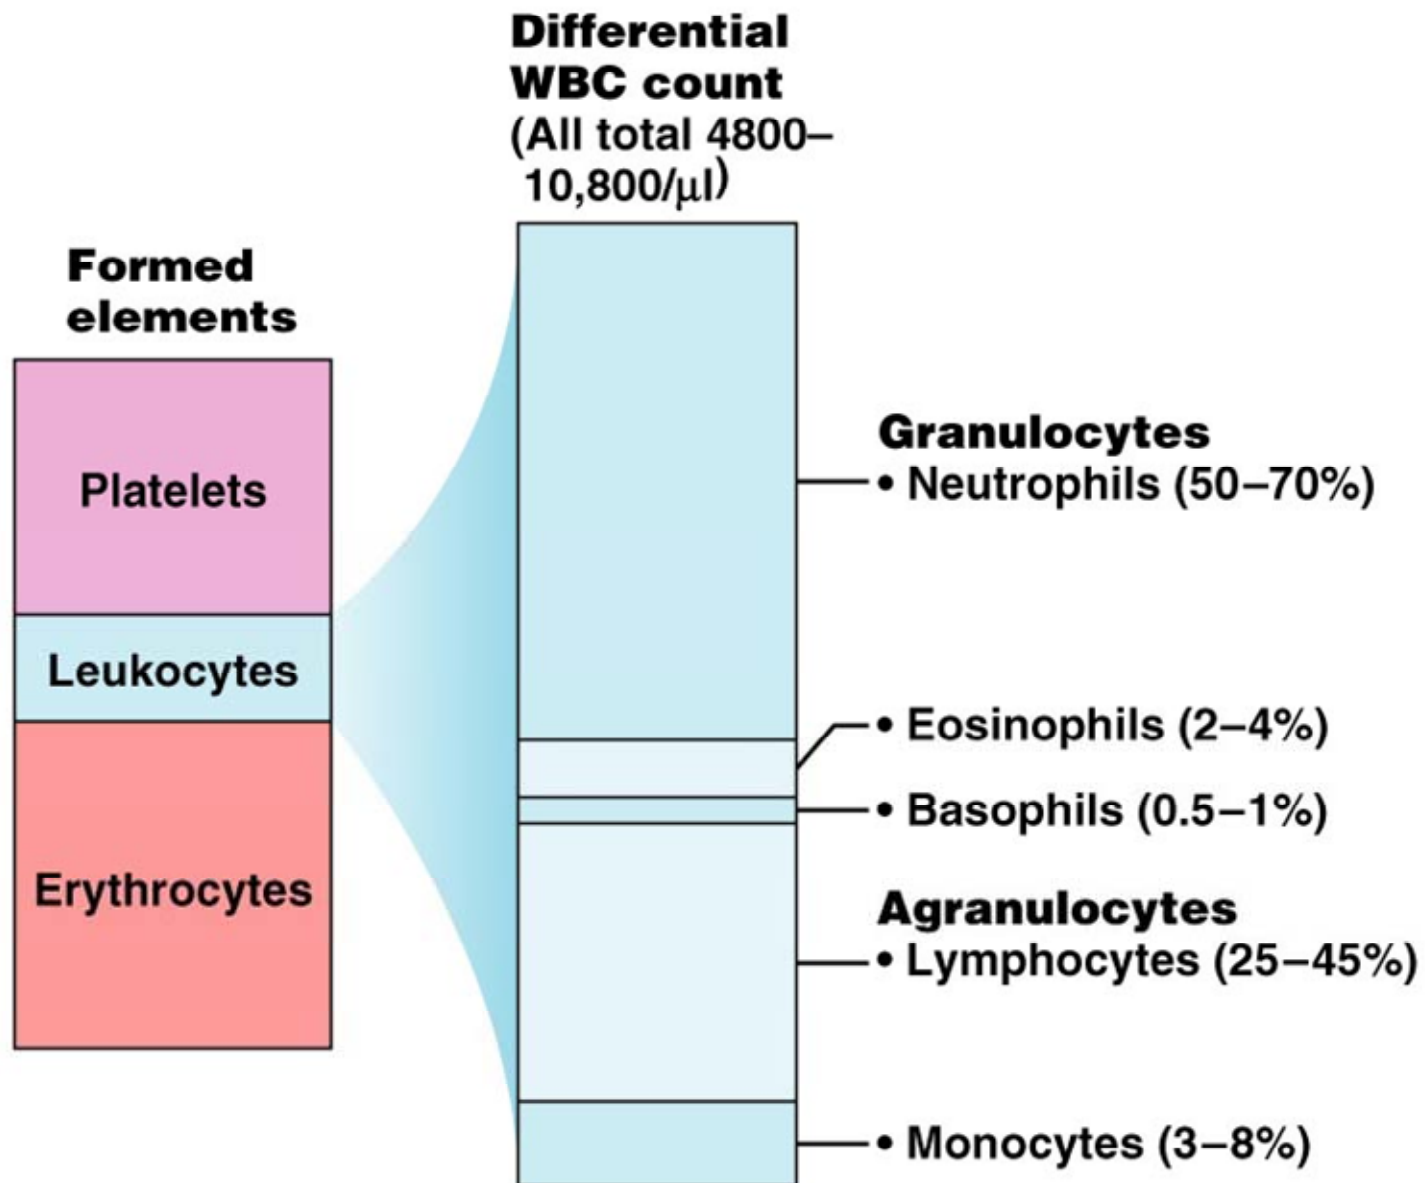 Differential
WBC count
(All total 4800–
10,800/μl)
Formed
elements
Platelets
Leukocytes
Erythrocytes
Granulocytes
• Neutrophils (50–70%)
• Eosinophils (2–4%)
• Basophils (0.5–1%)
Agranulocytes
• Lymphocytes (25–45%)
• Monocytes (3–8%)